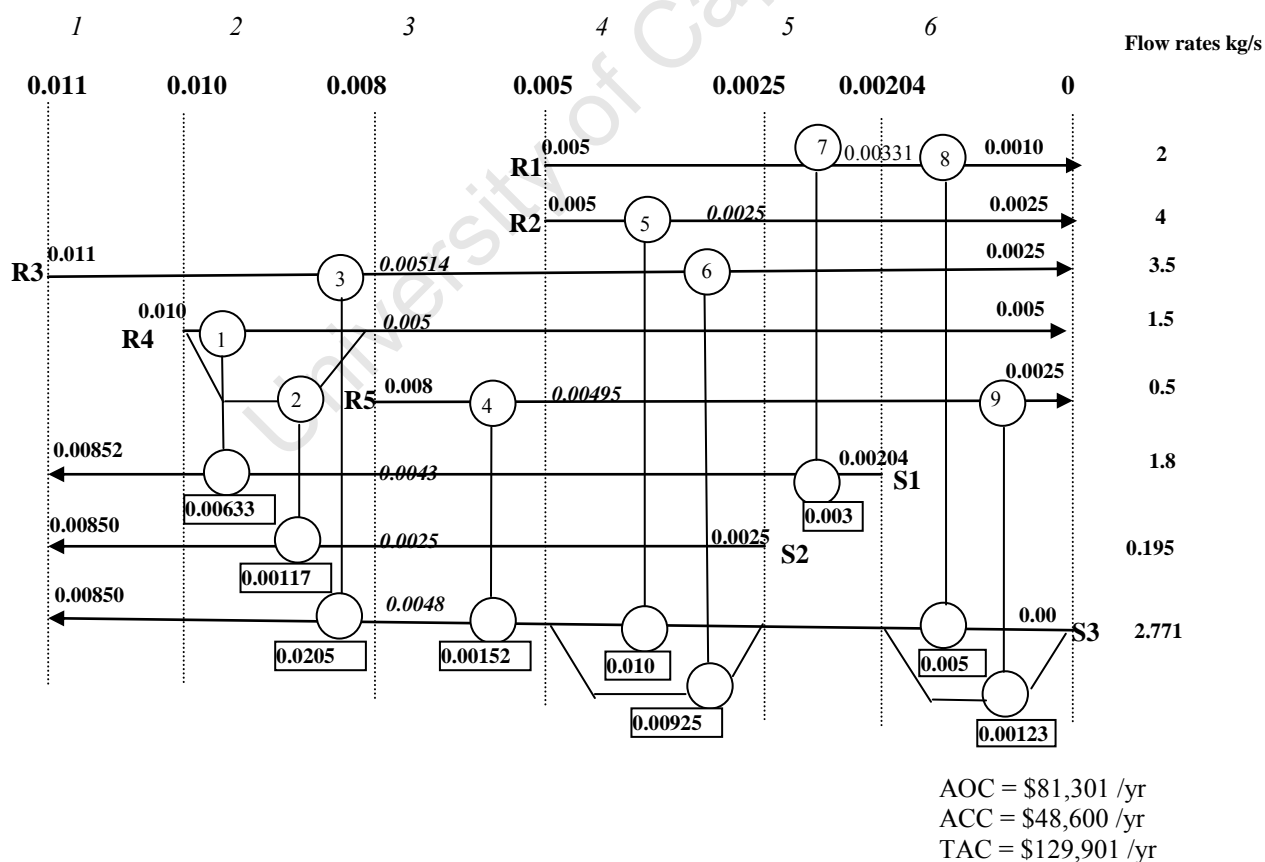 1 2 3 4 5 6
Flow rates kg/s
0.011 0.010 0.008 0.005 0.0025 0.00204 0
R1 0.005 7 0.00331 8 0.0010 2
R2 0.005 5 0.0025 0.0025 4
R3 0.011 3 0.00514 6 0.0025 3.5
R4 0.010 1 0.005 0.005 1.5
2 R5 0.008 4 0.00495 9 0.0025 0.5
0.00852 0.0043 0.00204 S1 1.8
0.00633 0.003
0.00850 0.0025 0.0025 S2 0.195
0.00117
0.00850 0.0048 0.00 S3 2.771
0.0205 0.00152 0.010 0.005
0.00925 0.00123
AOC = $81,301 /yr
ACC = $48,600 /yr
TAC = $129,901 /yr
University of Cap